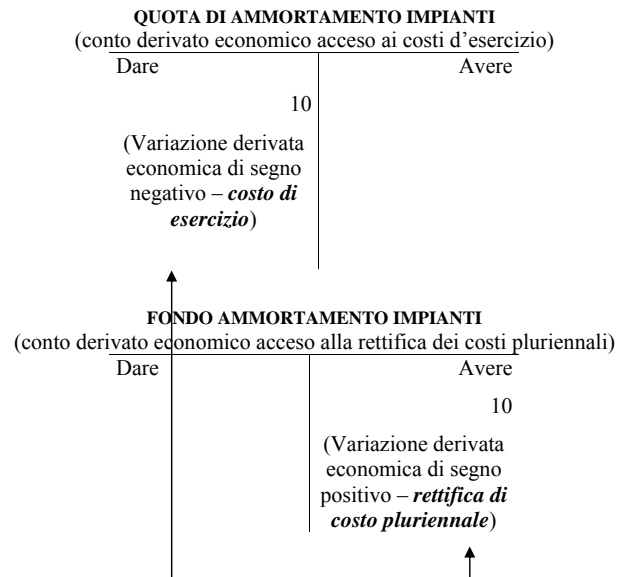 QUOTA DI AMMORTAMENTO IMPIANTI
(conto derivato economico acceso ai costi d'esercizio)
Dare Avere
10
(Variazione derivata
economica di segno
negativo – costo di
esercizio)
FONDO AMMORTAMENTO IMPIANTI
(conto derivato economico acceso alla rettifica dei costi pluriennali)
Dare Avere
10
(Variazione derivata
economica di segno
positivo – rettifica di
costo pluriennale)